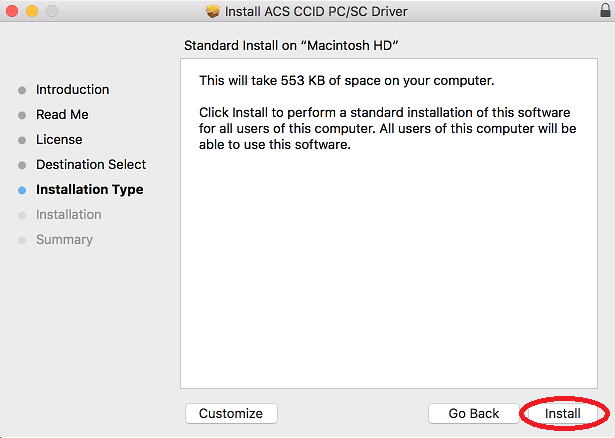 Install ACS CCID PC/SC Driver
Standard Install on “Macintosh HD”
Introduction
Read Me
License
Destination Select
Installation Type
Installation
Summary
This will take 553 KB of space on your computer.
Click Install to perform a standard installation of this software
for all users of this computer. All users of this computer will be
able to use this software.
Customize
Go Back
Install